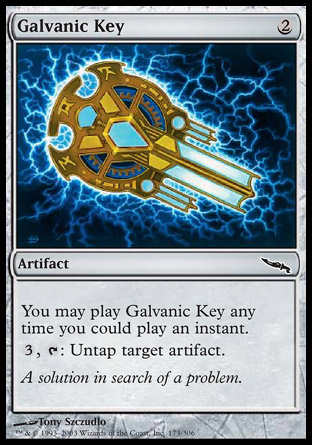 Galvanic Key 2
Artifact
You may play Galvanic Key any
time you could play an instant.
3, : Untap target artifact.
A solution in search of a problem.
Tony Szczudlo
™ & © 1993–2003 Wizards of the Coast, Inc. 173/306